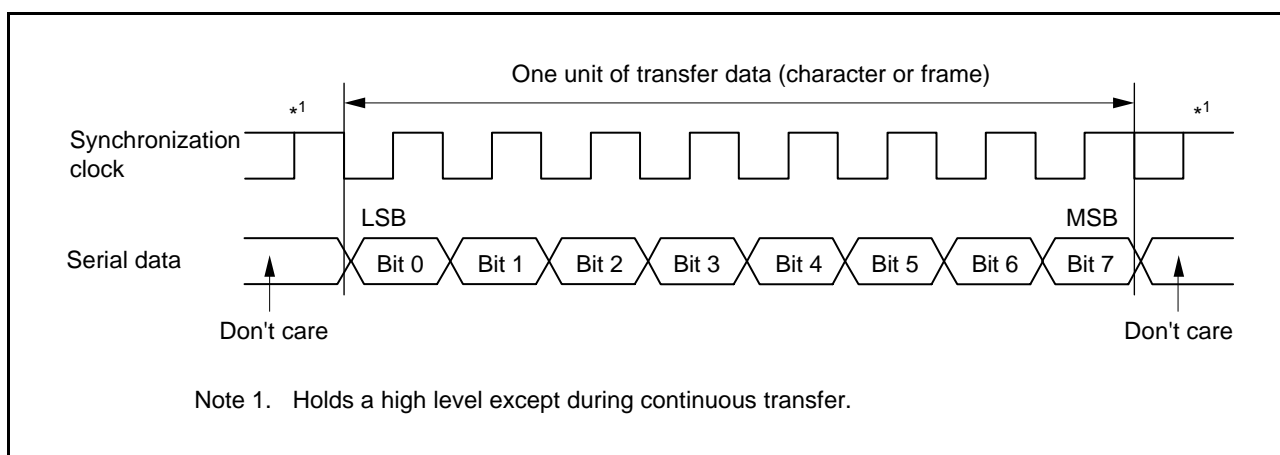 One unit of transfer data (character or frame)
*1 *1
Synchronization
clock
LSB MSB
Serial data Bit 0 Bit 1 Bit 2 Bit 3 Bit 4 Bit 5 Bit 6 Bit 7
Don't care Don't care
Note 1. Holds a high level except during continuous transfer.